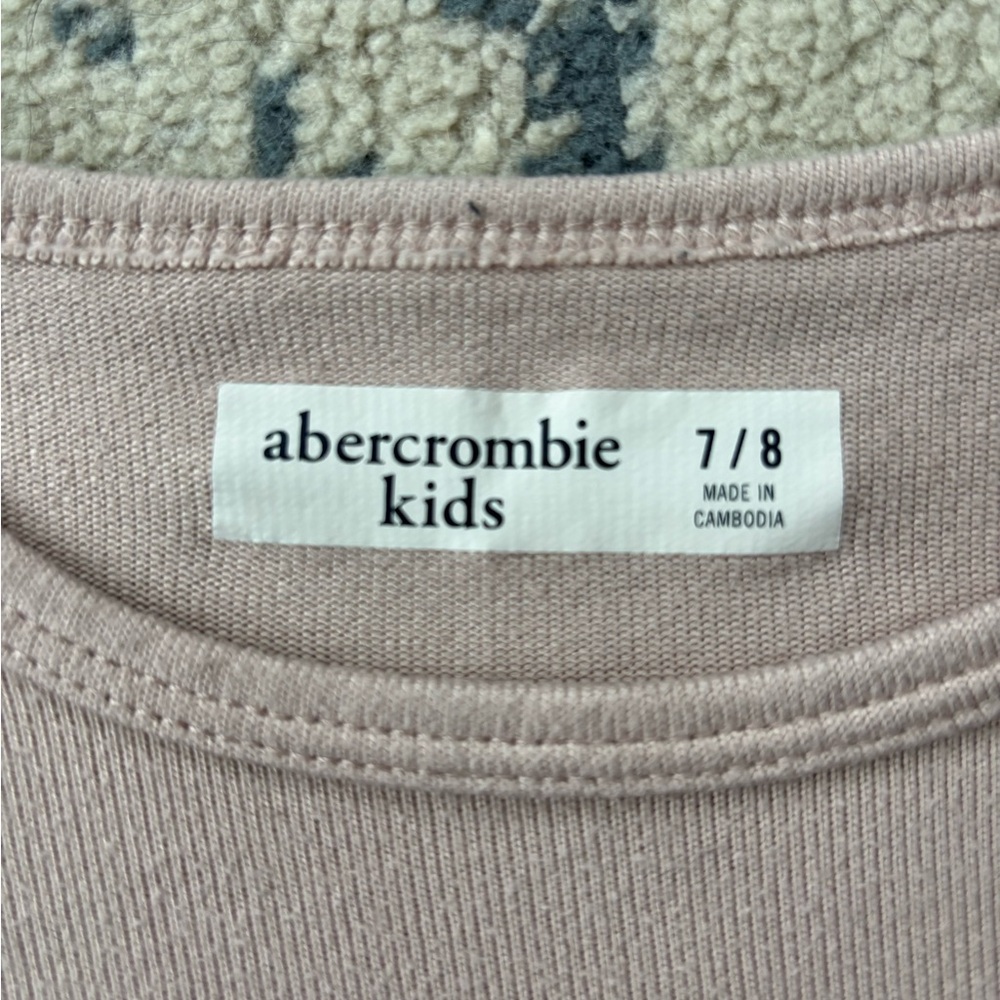 abercrombie
kids
7 / 8
MADE IN
CAMBODIA